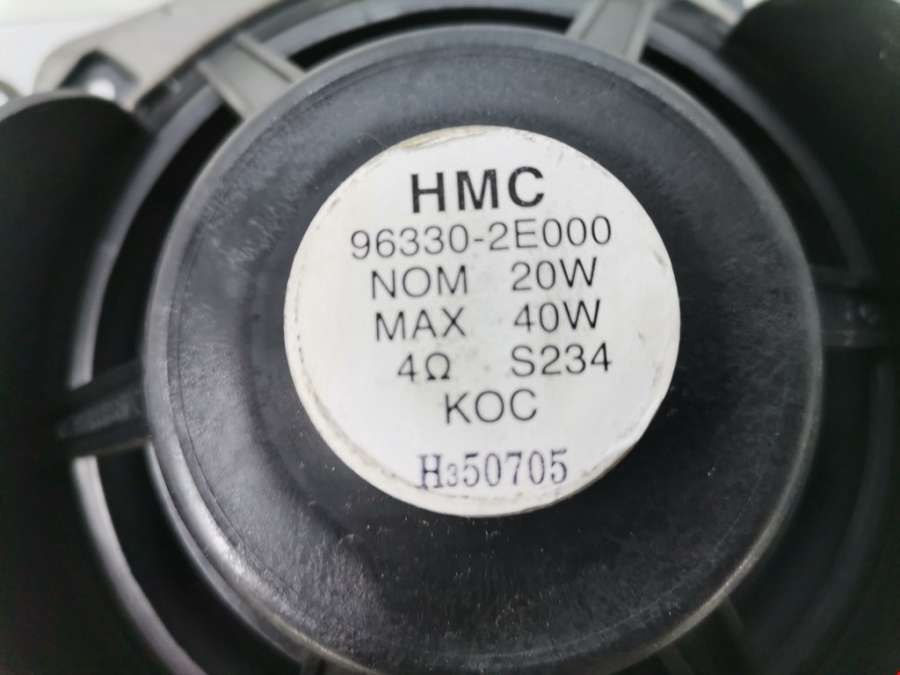 HMC
96330-2E000
NOM 20W
MAX 40W
4Ω S234
KOC
H350705